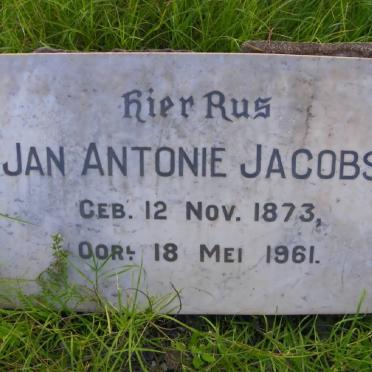 Hier Rus
JAN ANTONIE JACOBS
GEB. 12 NOV. 1873,
OORL. 18 MEI 1961.